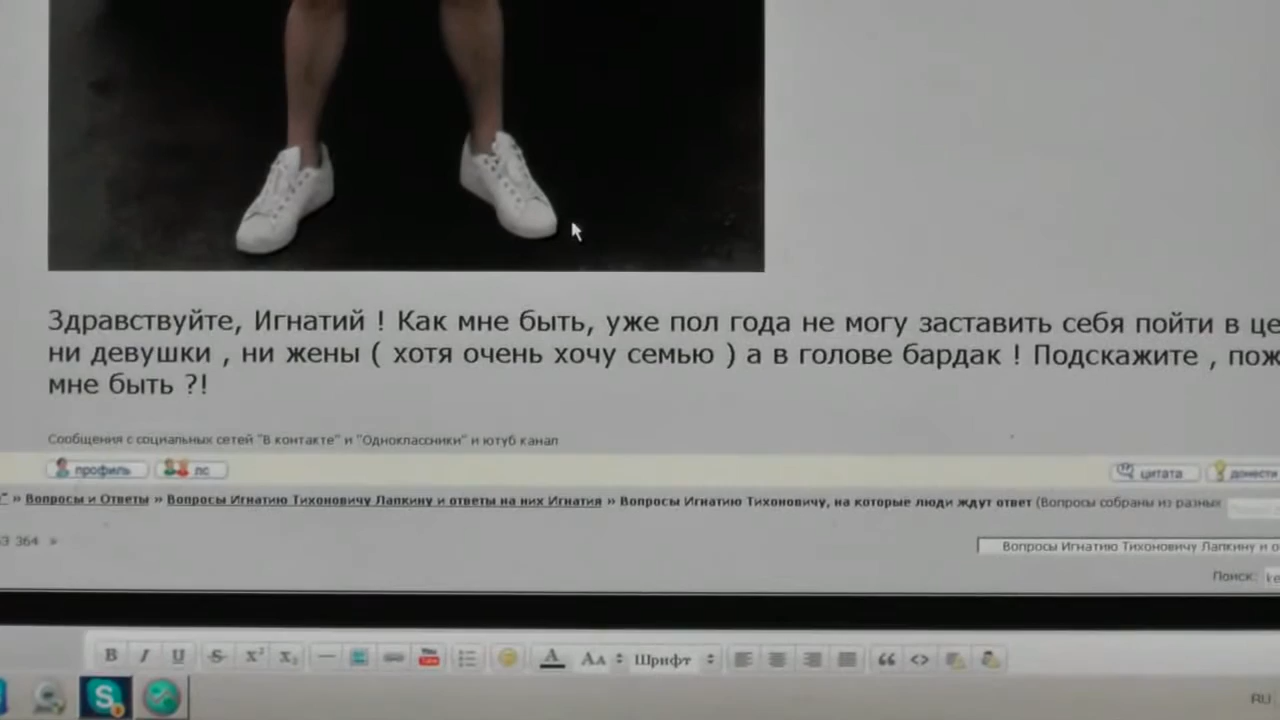 Здравствуйте, Игнатий ! Как мне быть, уже пол года не могу заставить себя пойти в це
ни девушки , ни жены ( хотя очень хочу семью ) а в голове бардак ! Подскажите , пож
мне быть ?!
Сообщения с социальных сетей "В контакте" и "Одноклассники" и ютуб канал
профиль лс цитата донести
" » Вопросы и Ответы » Вопросы Игнатию Тихоновичу Лапкину и ответы на них Игнатия » Вопросы Игнатию Тихоновичу, на которые люди ждут ответ (Вопросы собраны из разных
364 »
Вопросы Игнатию Тихоновичу Лапкину и о
Поиск:
B I U S X² X₂ — A Aa Шрифт “ <>
S RU